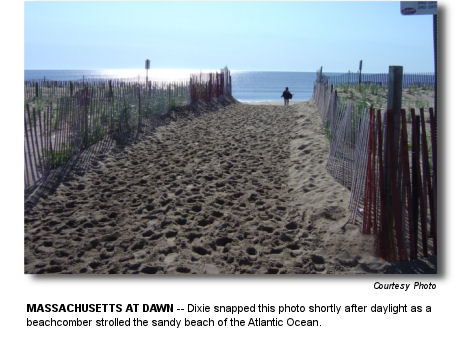 Courtesy Photo
MASSACHUSETTS AT DAWN -- Dixie snapped this photo shortly after daylight as a
beachcomber strolled the sandy beach of the Atlantic Ocean.